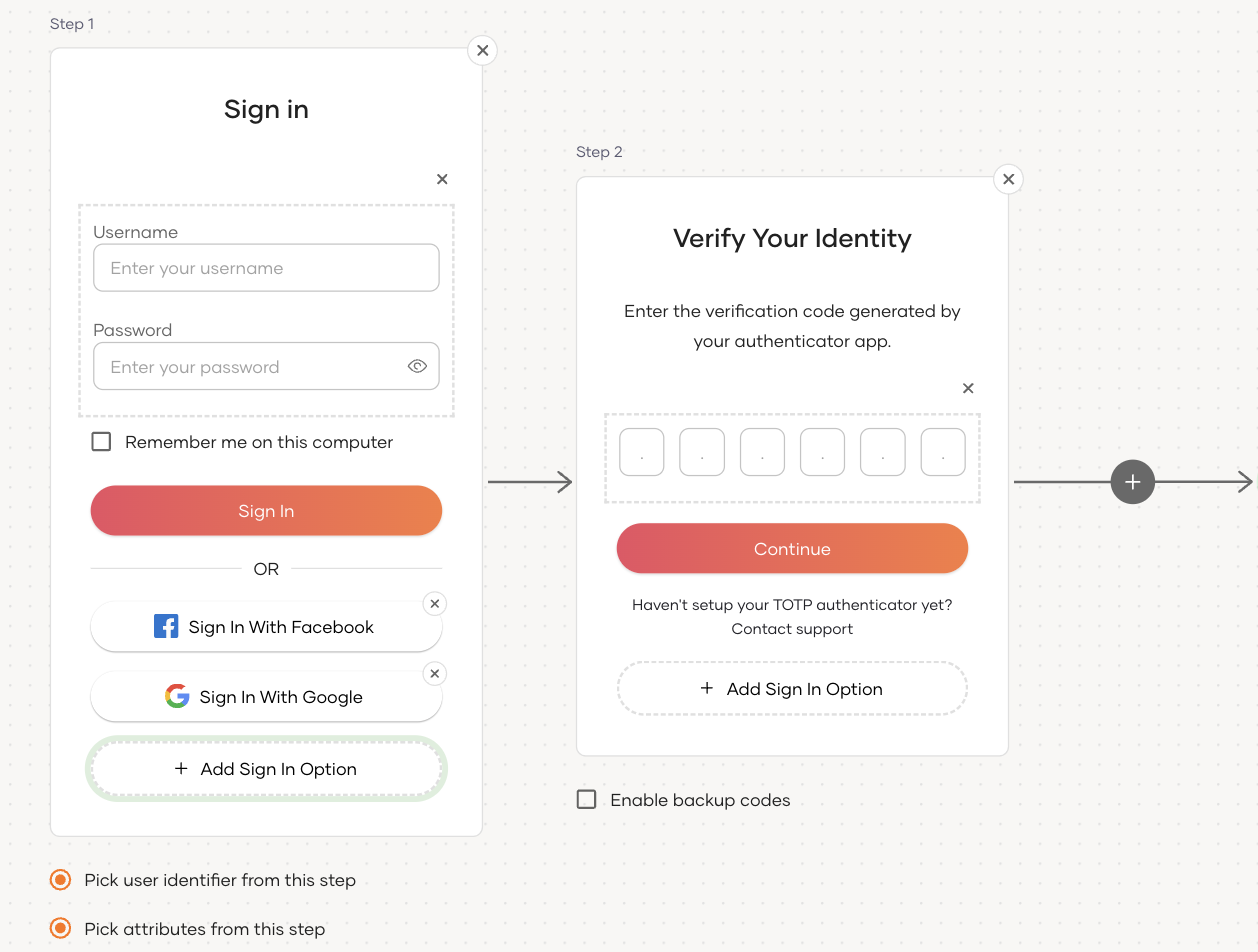 Step 1
Sign in
Username
Enter your username
Password
Enter your password
Remember me on this computer
Sign In
OR
Sign In With Facebook
Sign In With Google
+ Add Sign In Option
Pick user identifier from this step
Pick attributes from this step
Step 2
Verify Your Identity
Enter the verification code generated by
your authenticator app.
. . . . . .
Continue
Haven't setup your TOTP authenticator yet?
Contact support
+ Add Sign In Option
Enable backup codes